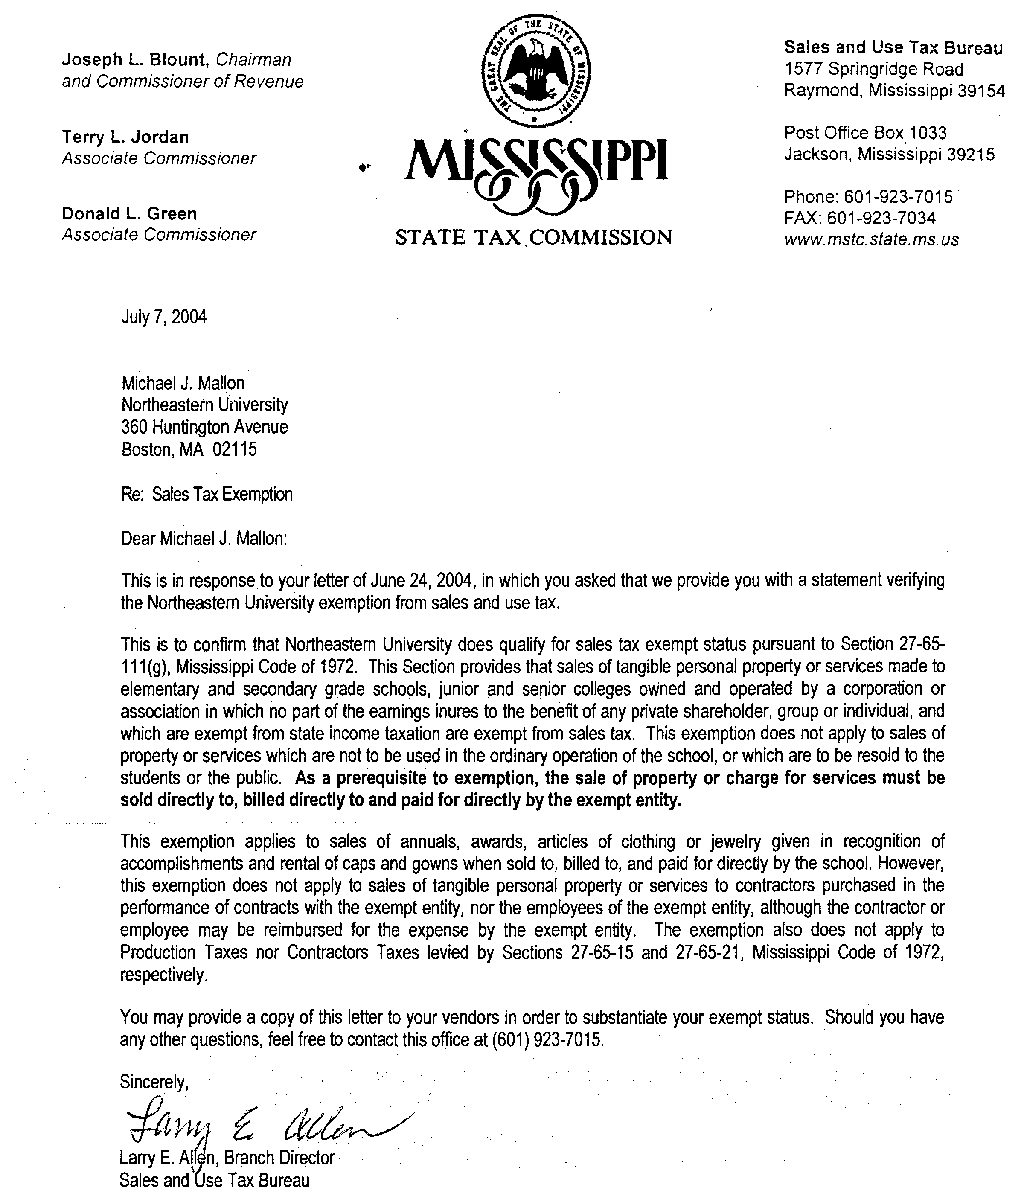 Joseph L. Blount, Chairman
and Commissioner of Revenue
Terry L. Jordan
Associate Commissioner
Donald L. Green
Associate Commissioner
THE GREAT SEAL OF THE STATE OF MISSISSIPPI
MISSISSIPPI
STATE TAX COMMISSION
Sales and Use Tax Bureau
1577 Springridge Road
Raymond, Mississippi 39154
Post Office Box 1033
Jackson, Mississippi 39215
Phone: 601-923-7015
FAX: 601-923-7034
www.mstc.state.ms.us
July 7, 2004
Michael J. Mallon
Northeastern University
360 Huntington Avenue
Boston, MA 02115
Re: Sales Tax Exemption
Dear Michael J. Mallon:
This is in response to your letter of June 24, 2004, in which you asked that we provide you with a statement verifying
the Northeastern University exemption from sales and use tax.
This is to confirm that Northeastern University does qualify for sales tax exempt status pursuant to Section 27-65-
111(g), Mississippi Code of 1972. This Section provides that sales of tangible personal property or services made to
elementary and secondary grade schools, junior and senior colleges owned and operated by a corporation or
association in which no part of the earnings inures to the benefit of any private shareholder, group or individual, and
which are exempt from state income taxation are exempt from sales tax. This exemption does not apply to sales of
property or services which are not to be used in the ordinary operation of the school, or which are to be resold to the
students or the public. As a prerequisite to exemption, the sale of property or charge for services must be
sold directly to, billed directly to and paid for directly by the exempt entity.
This exemption applies to sales of annuals, awards, articles of clothing or jewelry given in recognition of
accomplishments and rental of caps and gowns when sold to, billed to, and paid for directly by the school. However,
this exemption does not apply to sales of tangible personal property or services to contractors purchased in the
performance of contracts with the exempt entity, nor the employees of the exempt entity, although the contractor or
employee may be reimbursed for the expense by the exempt entity. The exemption also does not apply to
Production Taxes nor Contractors Taxes levied by Sections 27-65-15 and 27-65-21, Mississippi Code of 1972,
respectively.
You may provide a copy of this letter to your vendors in order to substantiate your exempt status. Should you have
any other questions, feel free to contact this office at (601) 923-7015.
Sincerely,
Larry E Allen
Larry E. Allen, Branch Director
Sales and Use Tax Bureau